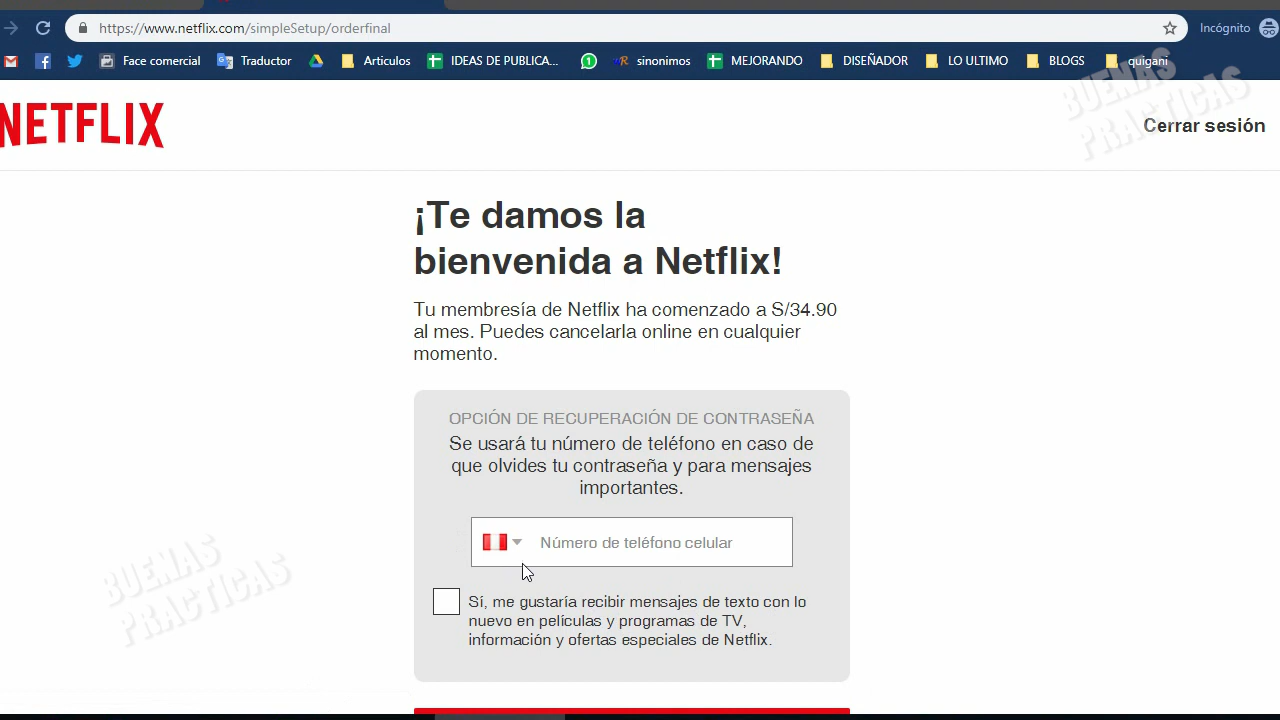 https://www.netflix.com/simpleSetup/orderfinal
Incógnito
Face comercial
Traductor
Articulos
IDEAS DE PUBLICA...
1
R
sinonimos
MEJORANDO
DISEÑADOR
LO ULTIMO
BLOGS
quigani
BUENAS
PRACTICAS
NETFLIX
Cerrar sesión
¡Te damos la
bienvenida a Netflix!
Tu membresía de Netflix ha comenzado a S/34.90
al mes. Puedes cancelarla online en cualquier
momento.
OPCIÓN DE RECUPERACIÓN DE CONTRASEÑA
Se usará tu número de teléfono en caso de
que olvides tu contraseña y para mensajes
importantes.
Número de teléfono celular
Sí, me gustaría recibir mensajes de texto con lo
nuevo en películas y programas de TV,
información y ofertas especiales de Netflix.
BUENAS
PRACTICAS